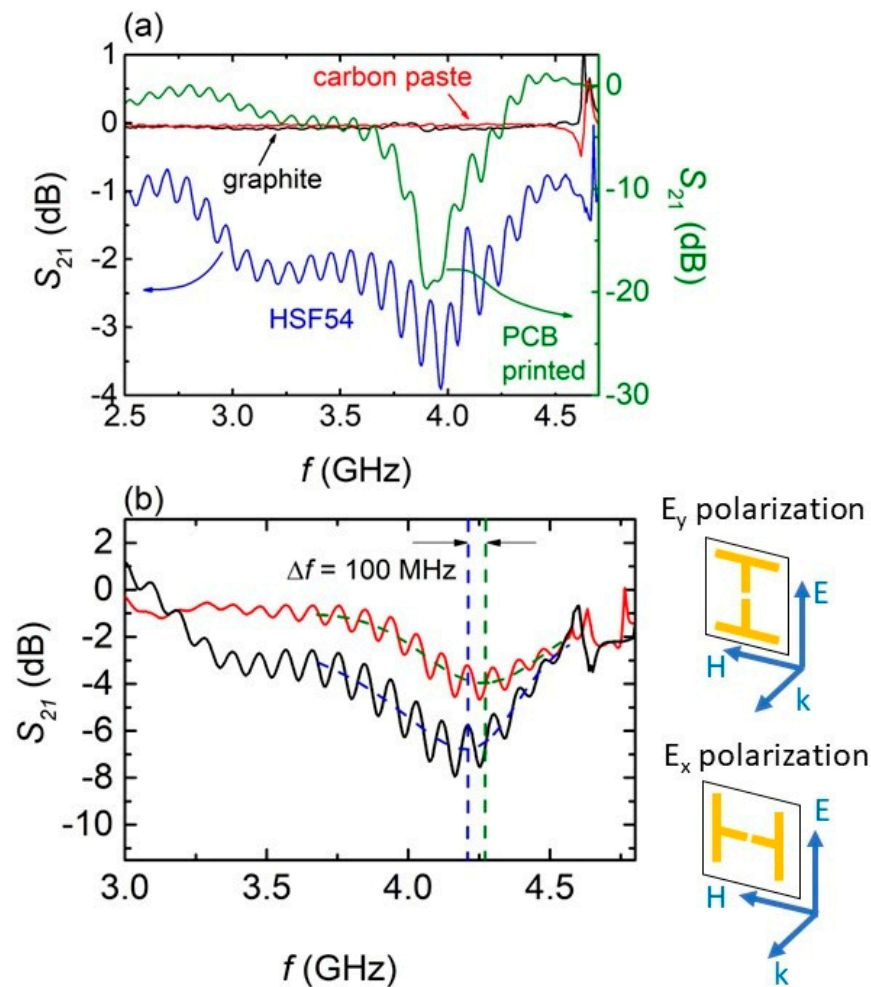 (a)
1
0
-1
-2
-3
-4
S21 (dB)
carbon paste
graphite
HSF54
PCB
printed
0
-10
-20
-30
S21 (dB)
2.5 3.0 3.5 4.0 4.5
f (GHz)
(b)
2
0
-2
-4
-6
-8
-10
S21 (dB)
Δf = 100 MHz
3.0 3.5 4.0 4.5
f (GHz)
Ey polarization
E
H
k
Ex polarization
E
H
k